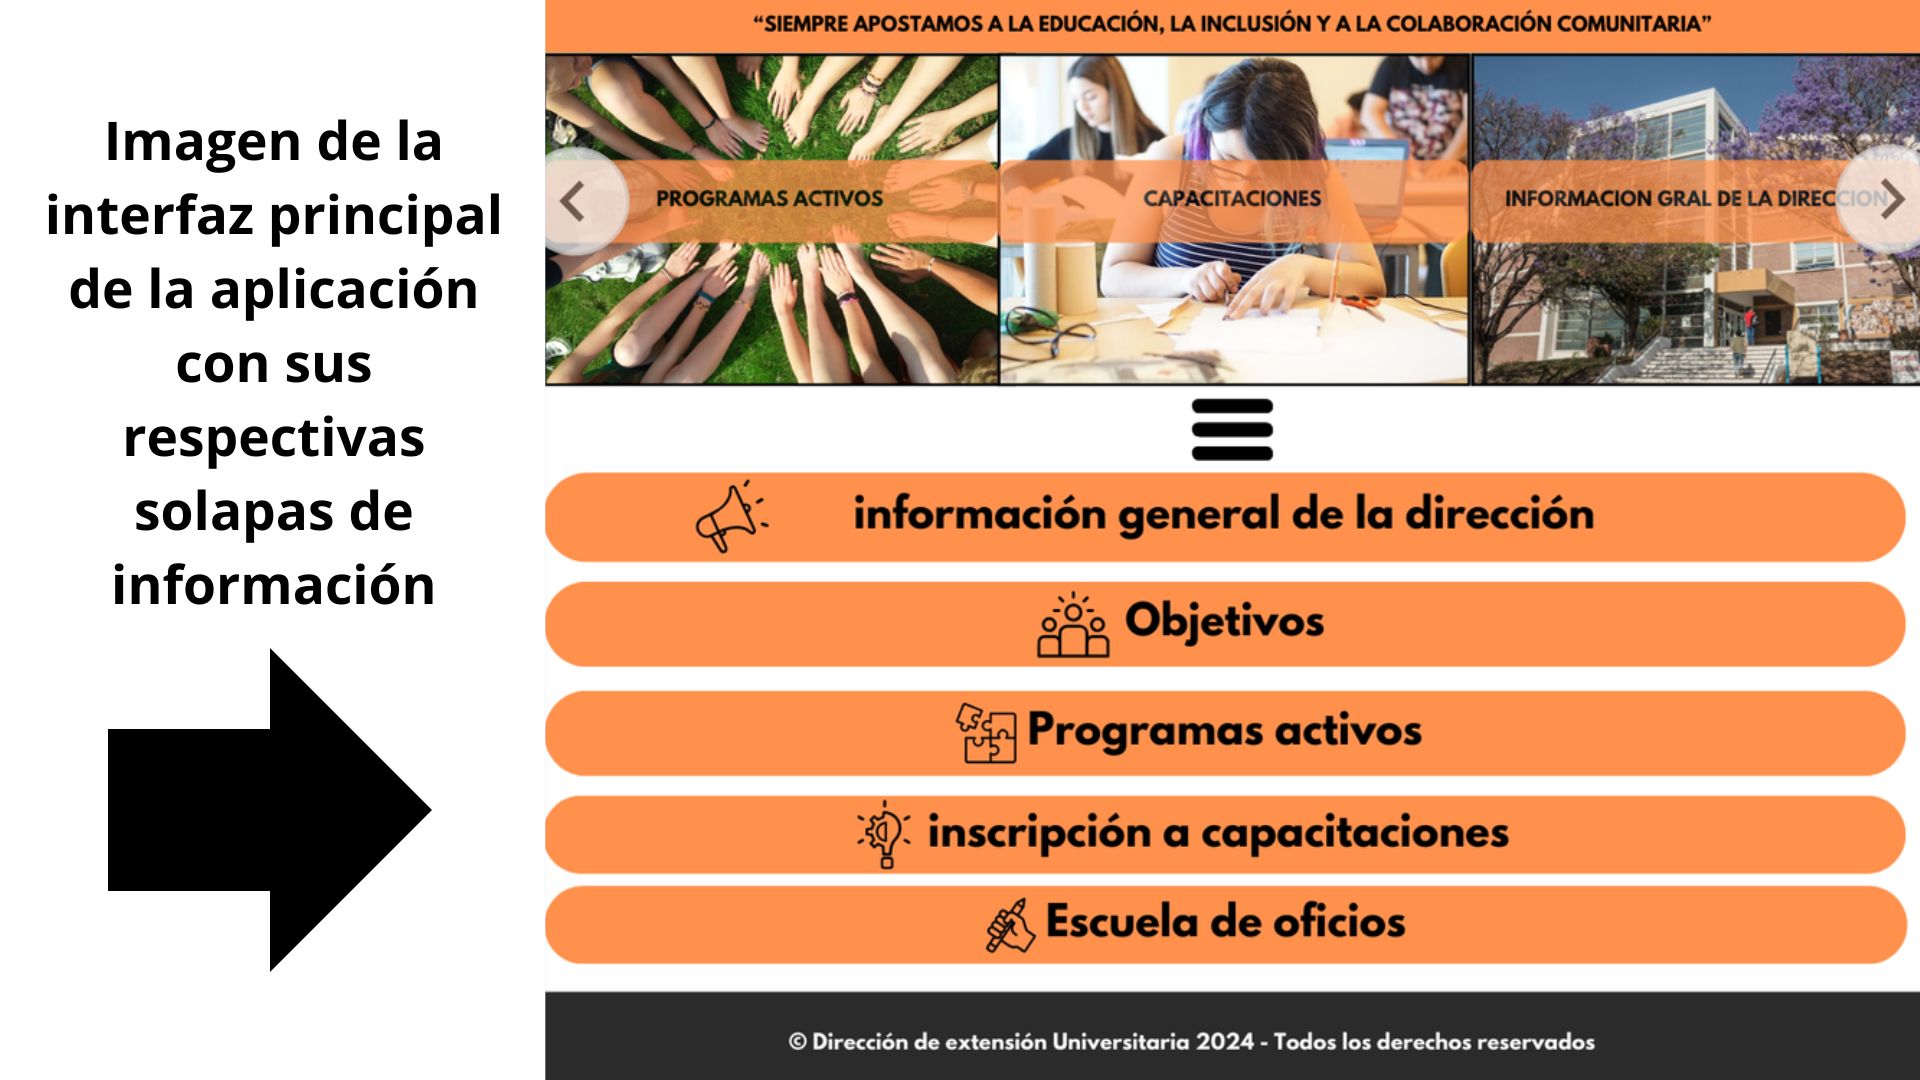 Imagen de la
interfaz principal
de la aplicación
con sus
respectivas
solapas de
información
“SIEMPRE APOSTAMOS A LA EDUCACIÓN, LA INCLUSIÓN Y A LA COLABORACIÓN COMUNITARIA”
PROGRAMAS ACTIVOS
CAPACITACIONES
INFORMACION GRAL DE LA DIRECCION
información general de la dirección
Objetivos
Programas activos
inscripción a capacitaciones
Escuela de oficios
© Dirección de extensión Universitaria 2024 - Todos los derechos reservados